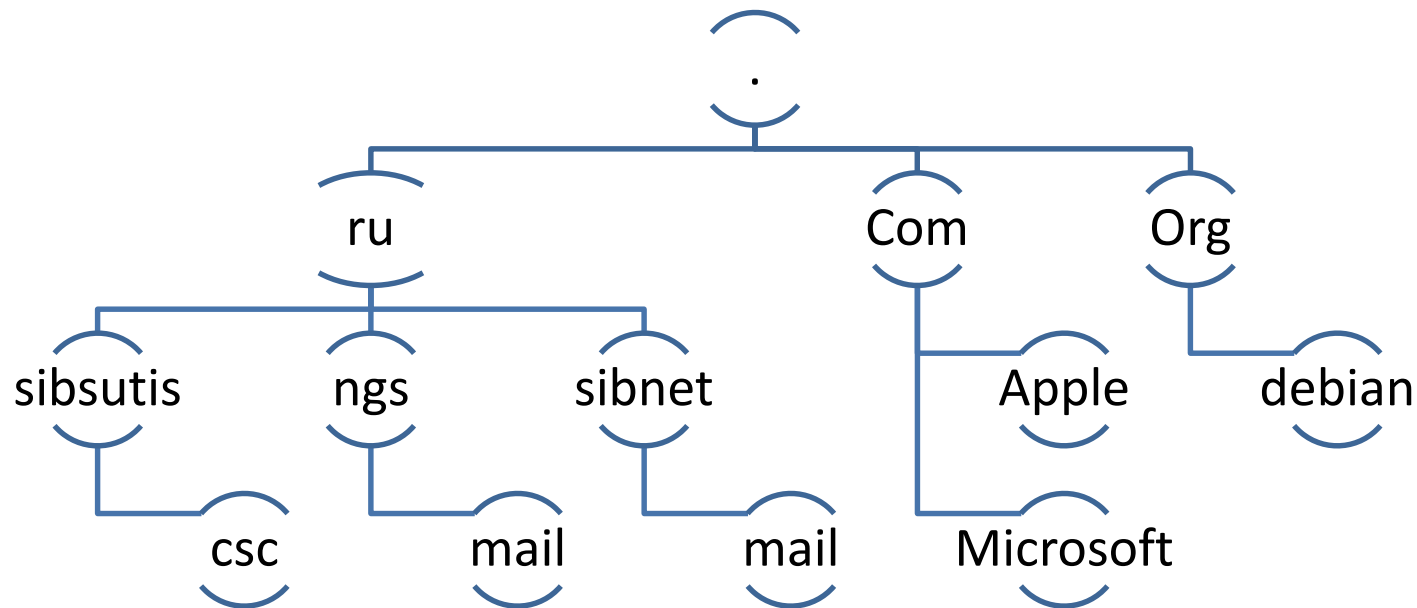 .
ru
Com
Org
sibsutis
ngs
sibnet
Apple
debian
csc
mail
mail
Microsoft